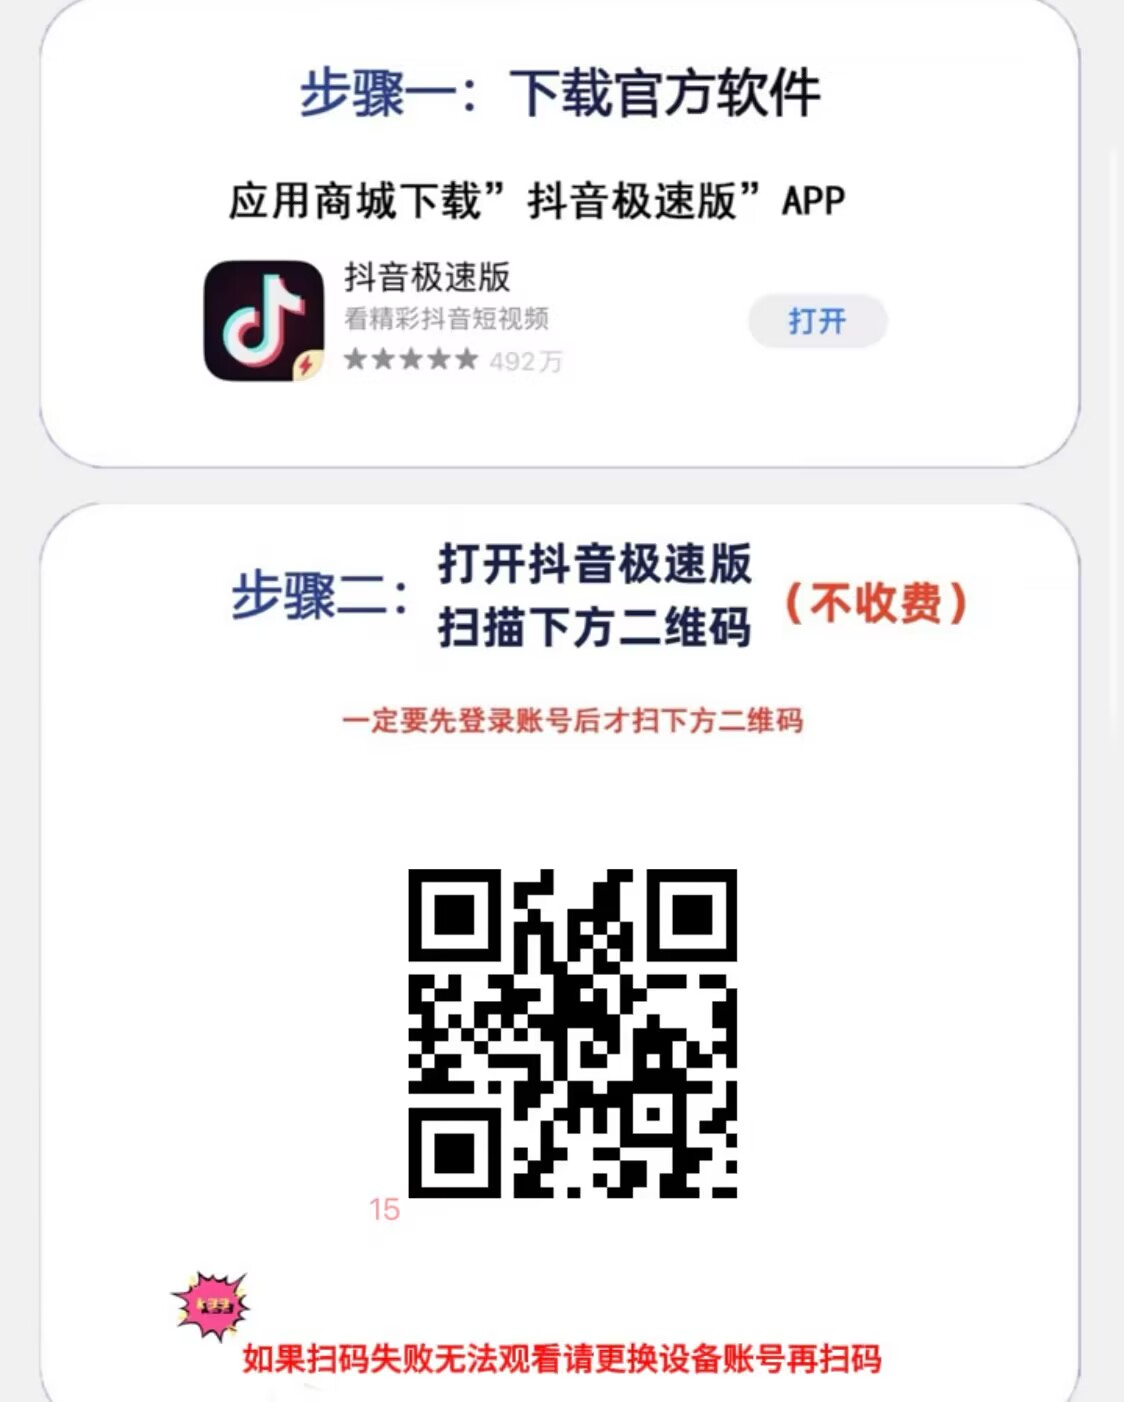 步骤一：下载官方软件
应用商城下载”抖音极速版”APP
抖音极速版
看精彩抖音短视频
打开
492万
步骤二：
打开抖音极速版
扫描下方二维码
（不收费）
一定要先登录账号后才扫下方二维码
15
如果扫码失败无法观看请更换设备账号再扫码